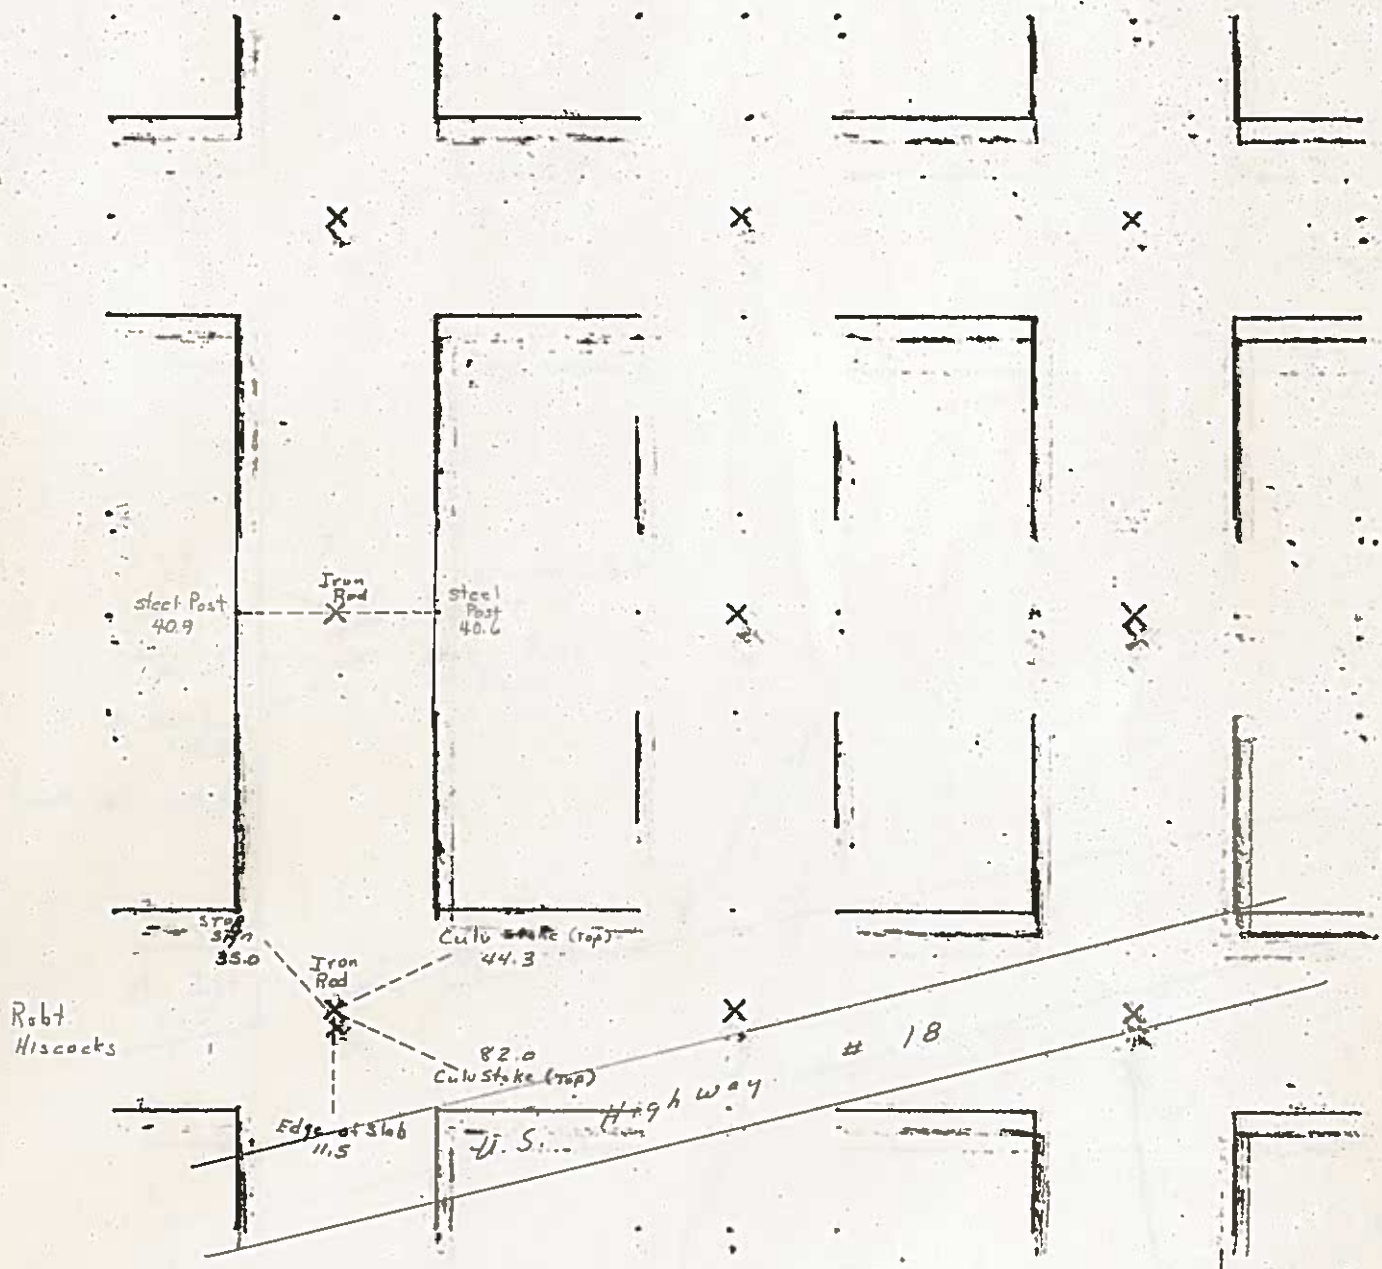 Iron
Rod
steel Post
40.9
steel
Post
40.6
Stop
Sign
35.0
Culv Stake (Top)
44.3
Iron
Rod
Robt.
Hiscocks
82.0
Culv Stake (Top)
Edge of Slab
11.5
U.S. Highway # 18